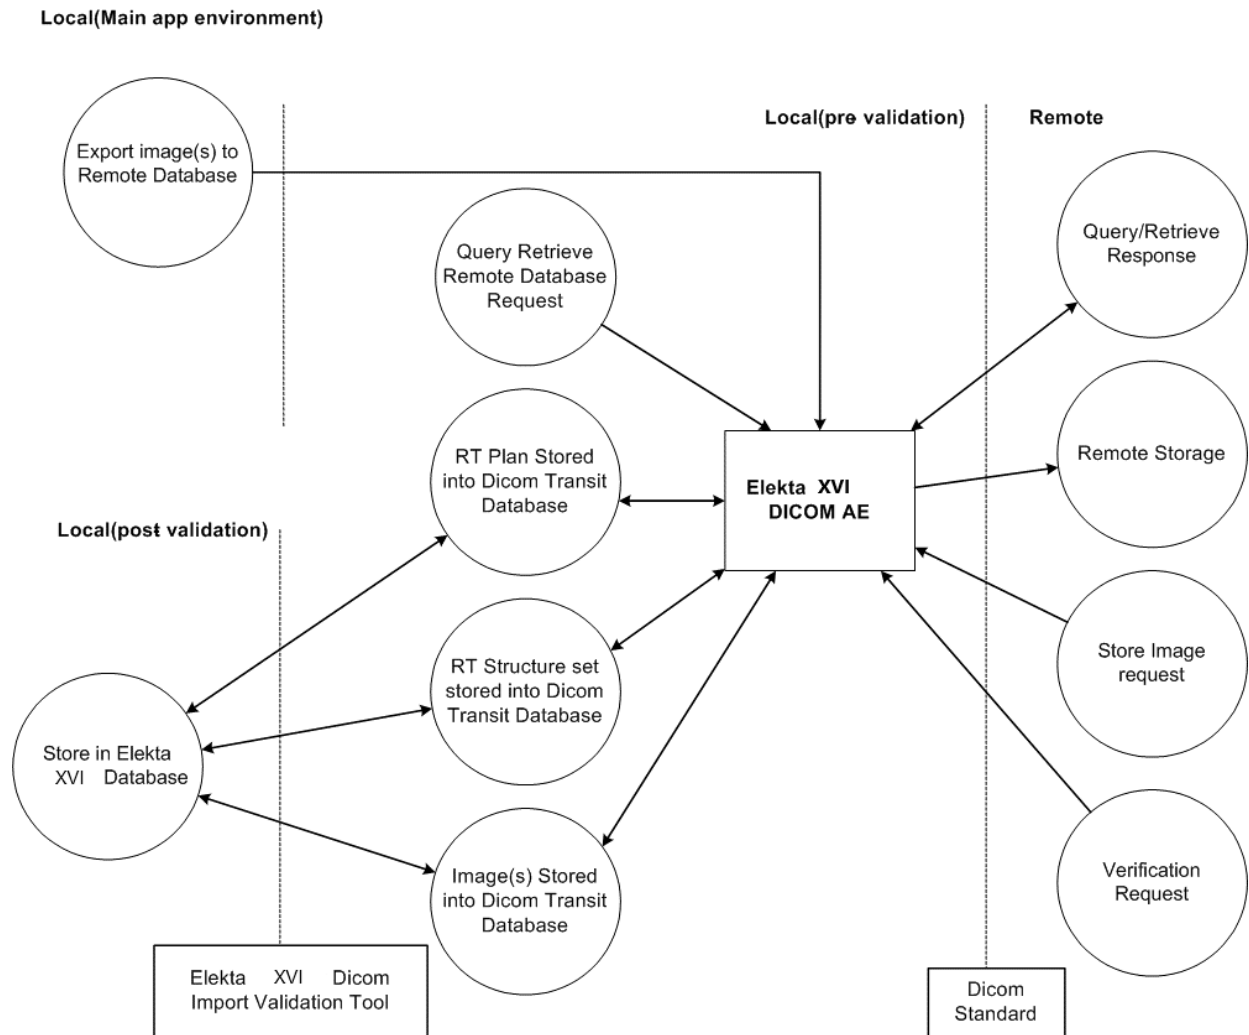 Local(Main app environment)
Export image(s) to
Remote Database
Local(pre validation)
Remote
Query Retrieve
Remote Database
Request
Query/Retrieve
Response
RT Plan Stored
into Dicom Transit
Database
Elekta XVI
DICOM AE
Remote Storage
Local(post validation)
RT Structure set
stored into Dicom
Transit Database
Store Image
request
Store in Elekta
XVI Database
Image(s) Stored
into Dicom Transit
Database
Verification
Request
Elekta XVI Dicom
Import Validation Tool
Dicom
Standard